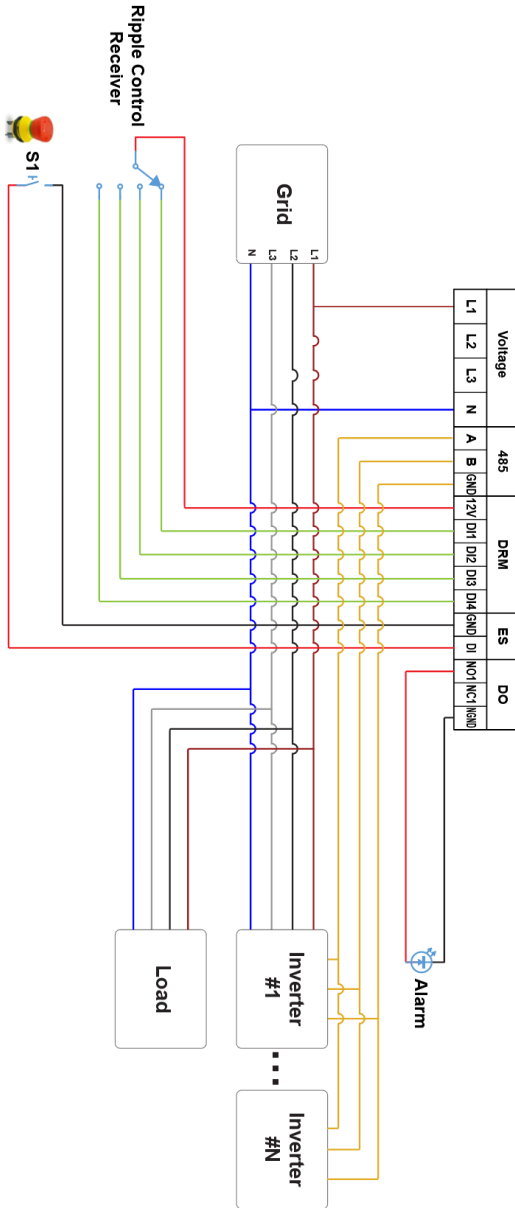 Voltage 485 DRM ES DO
L1 L2 L3 N A B GND 12V DI1 DI2 DI3 DI4 GND DI NO1 NC1 NGND
Alarm
Grid
L1
L2
L3
N
Inverter
#1
...
Inverter
#N
Load
Ripple Control
Receiver
S1